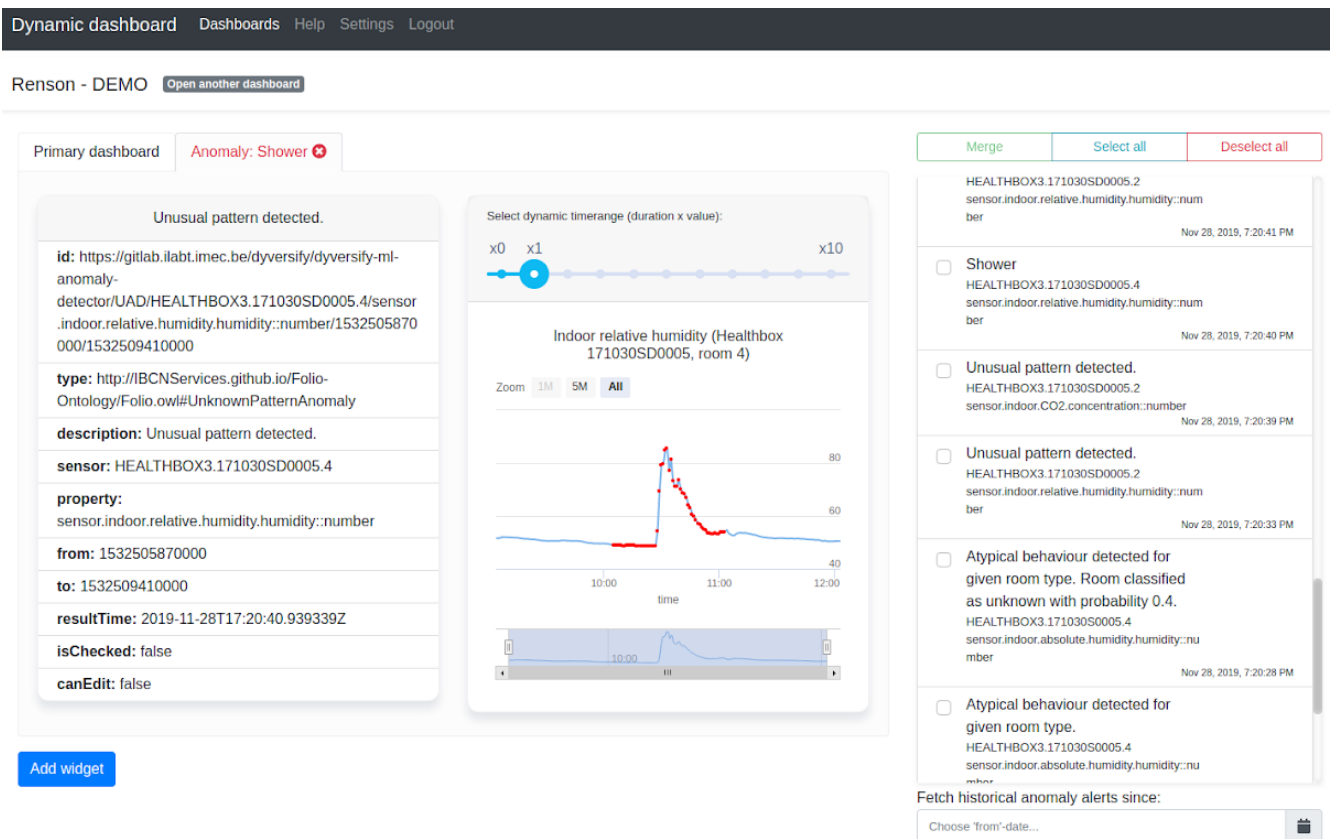 Dynamic dashboard Dashboards Help Settings Logout
Renson - DEMO Open another dashboard
Primary dashboard Anomaly: Shower
Unusual pattern detected.
id: https://gitlab.ilabt.imec.be/dyversify/dyversify-ml-
anomaly-
detector/UAD/HEALTHBOX3.171030SD0005.4/sensor
.indoor.relative.humidity.humidity::number/1532505870
000/1532509410000
type: http://IBCNServices.github.io/Folio-
Ontology/Folio.owl#UnknownPatternAnomaly
description: Unusual pattern detected.
sensor: HEALTHBOX3.171030SD0005.4
property:
sensor.indoor.relative.humidity.humidity::number
from: 1532505870000
to: 1532509410000
resultTime: 2019-11-28T17:20:40.939339Z
isChecked: false
canEdit: false
Add widget
Select dynamic timerange (duration x value):
x0 x1 x10
Indoor relative humidity (Healthbox
171030SD0005, room 4)
Zoom 1M 5M All
80
60
40
10:00 11:00 12:00
time
10:00
Merge Select all Deselect all
HEALTHBOX3.171030SD0005.2
sensor.indoor.relative.humidity.humidity::num
ber
Nov 28, 2019, 7:20:41 PM
Shower
HEALTHBOX3.171030SD0005.4
sensor.indoor.relative.humidity.humidity::num
ber
Nov 28, 2019, 7:20:40 PM
Unusual pattern detected.
HEALTHBOX3.171030SD0005.2
sensor.indoor.CO2.concentration::number
Nov 28, 2019, 7:20:39 PM
Unusual pattern detected.
HEALTHBOX3.171030SD0005.2
sensor.indoor.relative.humidity.humidity::num
ber
Nov 28, 2019, 7:20:33 PM
Atypical behaviour detected for
given room type. Room classified
as unknown with probability 0.4.
HEALTHBOX3.171030S0005.4
sensor.indoor.absolute.humidity.humidity::nu
mber
Nov 28, 2019, 7:20:28 PM
Atypical behaviour detected for
given room type.
HEALTHBOX3.171030S0005.4
sensor.indoor.absolute.humidity.humidity::nu
mber
Fetch historical anomaly alerts since:
Choose 'from'-date...